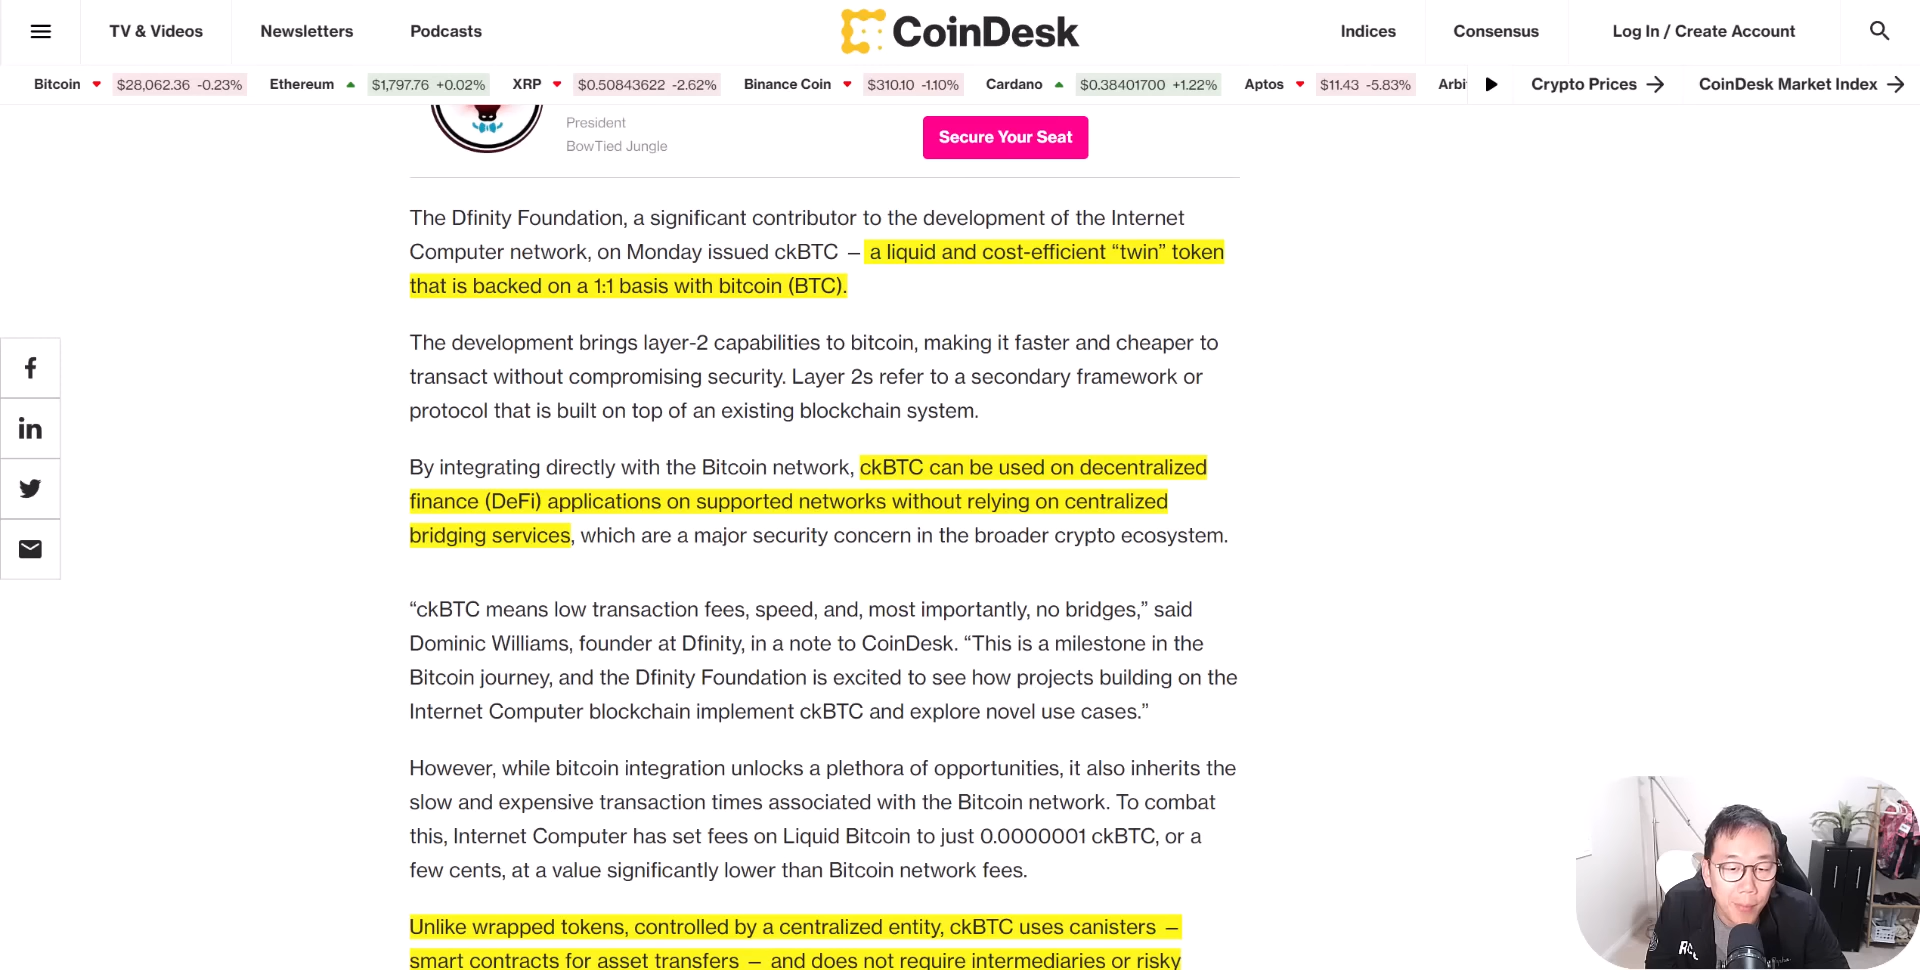 TV & Videos
Newsletters
Podcasts
CoinDesk
Indices
Consensus
Log In / Create Account
Bitcoin $28,062.36 -0.23% Ethereum $1,797.76 +0.02% XRP $0.50843622 -2.62% Binance Coin $310.10 -1.10% Cardano $0.38401700 +1.22% Aptos $11.43 -5.83% Arbi
Crypto Prices →
CoinDesk Market Index →
President
BowTied Jungle
Secure Your Seat
The Dfinity Foundation, a significant contributor to the development of the Internet
Computer network, on Monday issued ckBTC – a liquid and cost-efficient “twin” token
that is backed on a 1:1 basis with bitcoin (BTC).
The development brings layer-2 capabilities to bitcoin, making it faster and cheaper to
transact without compromising security. Layer 2s refer to a secondary framework or
protocol that is built on top of an existing blockchain system.
By integrating directly with the Bitcoin network, ckBTC can be used on decentralized
finance (DeFi) applications on supported networks without relying on centralized
bridging services, which are a major security concern in the broader crypto ecosystem.
“ckBTC means low transaction fees, speed, and, most importantly, no bridges,” said
Dominic Williams, founder at Dfinity, in a note to CoinDesk. “This is a milestone in the
Bitcoin journey, and the Dfinity Foundation is excited to see how projects building on the
Internet Computer blockchain implement ckBTC and explore novel use cases.”
However, while bitcoin integration unlocks a plethora of opportunities, it also inherits the
slow and expensive transaction times associated with the Bitcoin network. To combat
this, Internet Computer has set fees on Liquid Bitcoin to just 0.0000001 ckBTC, or a
few cents, at a value significantly lower than Bitcoin network fees.
Unlike wrapped tokens, controlled by a centralized entity, ckBTC uses canisters –
smart contracts for asset transfers – and does not require intermediaries or risky